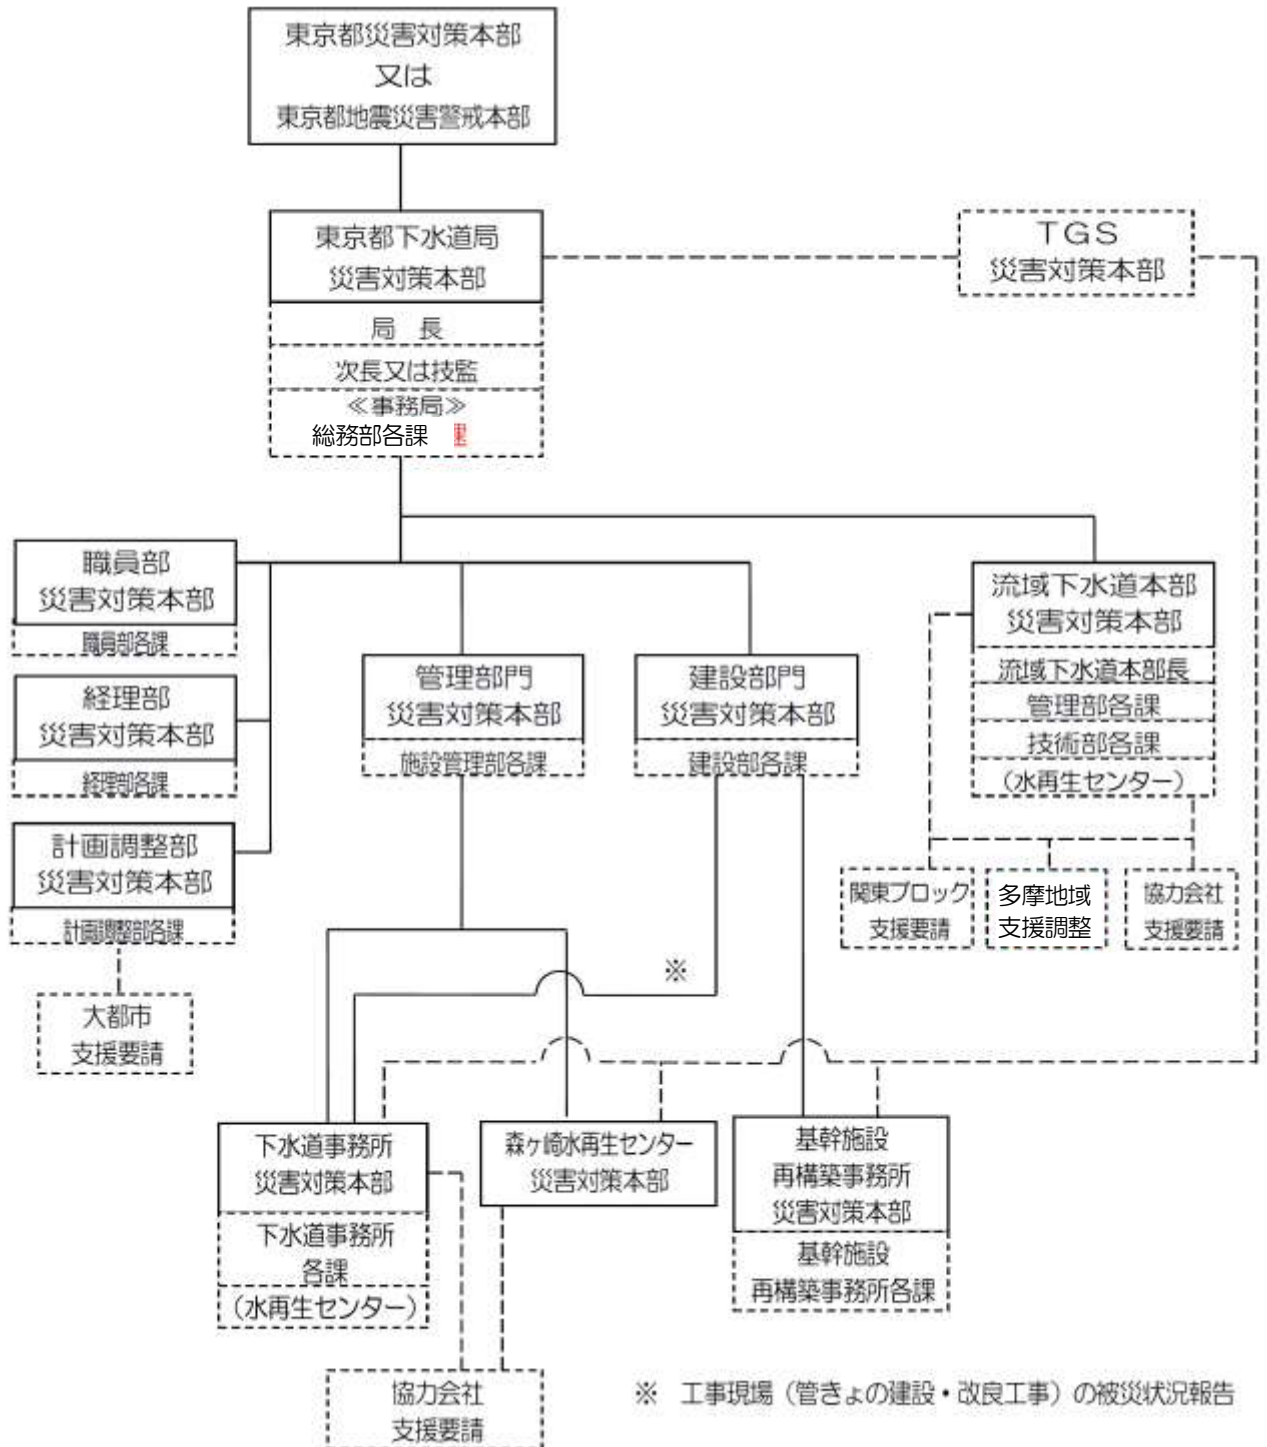 東京都災害対策本部
又は
東京都地震災害警戒本部
東京都下水道局
災害対策本部
局　長
次長又は技監
≪事務局≫
総務部各課
TGS
災害対策本部
職員部
災害対策本部
職員部各課
経理部
災害対策本部
経理部各課
計画調整部
災害対策本部
計画調整部各課
大都市
支援要請
管理部門
災害対策本部
施設管理部各課
建設部門
災害対策本部
建設部各課
流域下水道本部
災害対策本部
流域下水道本部長
管理部各課
技術部各課
（水再生センター）
関東ブロック
支援要請
多摩地域
支援調整
協力会社
支援要請
※
下水道事務所
災害対策本部
下水道事務所
各課
（水再生センター）
森ヶ崎水再生センター
災害対策本部
基幹施設
再構築事務所
災害対策本部
基幹施設
再構築事務所各課
協力会社
支援要請
※　工事現場（管きょの建設・改良工事）の被災状況報告